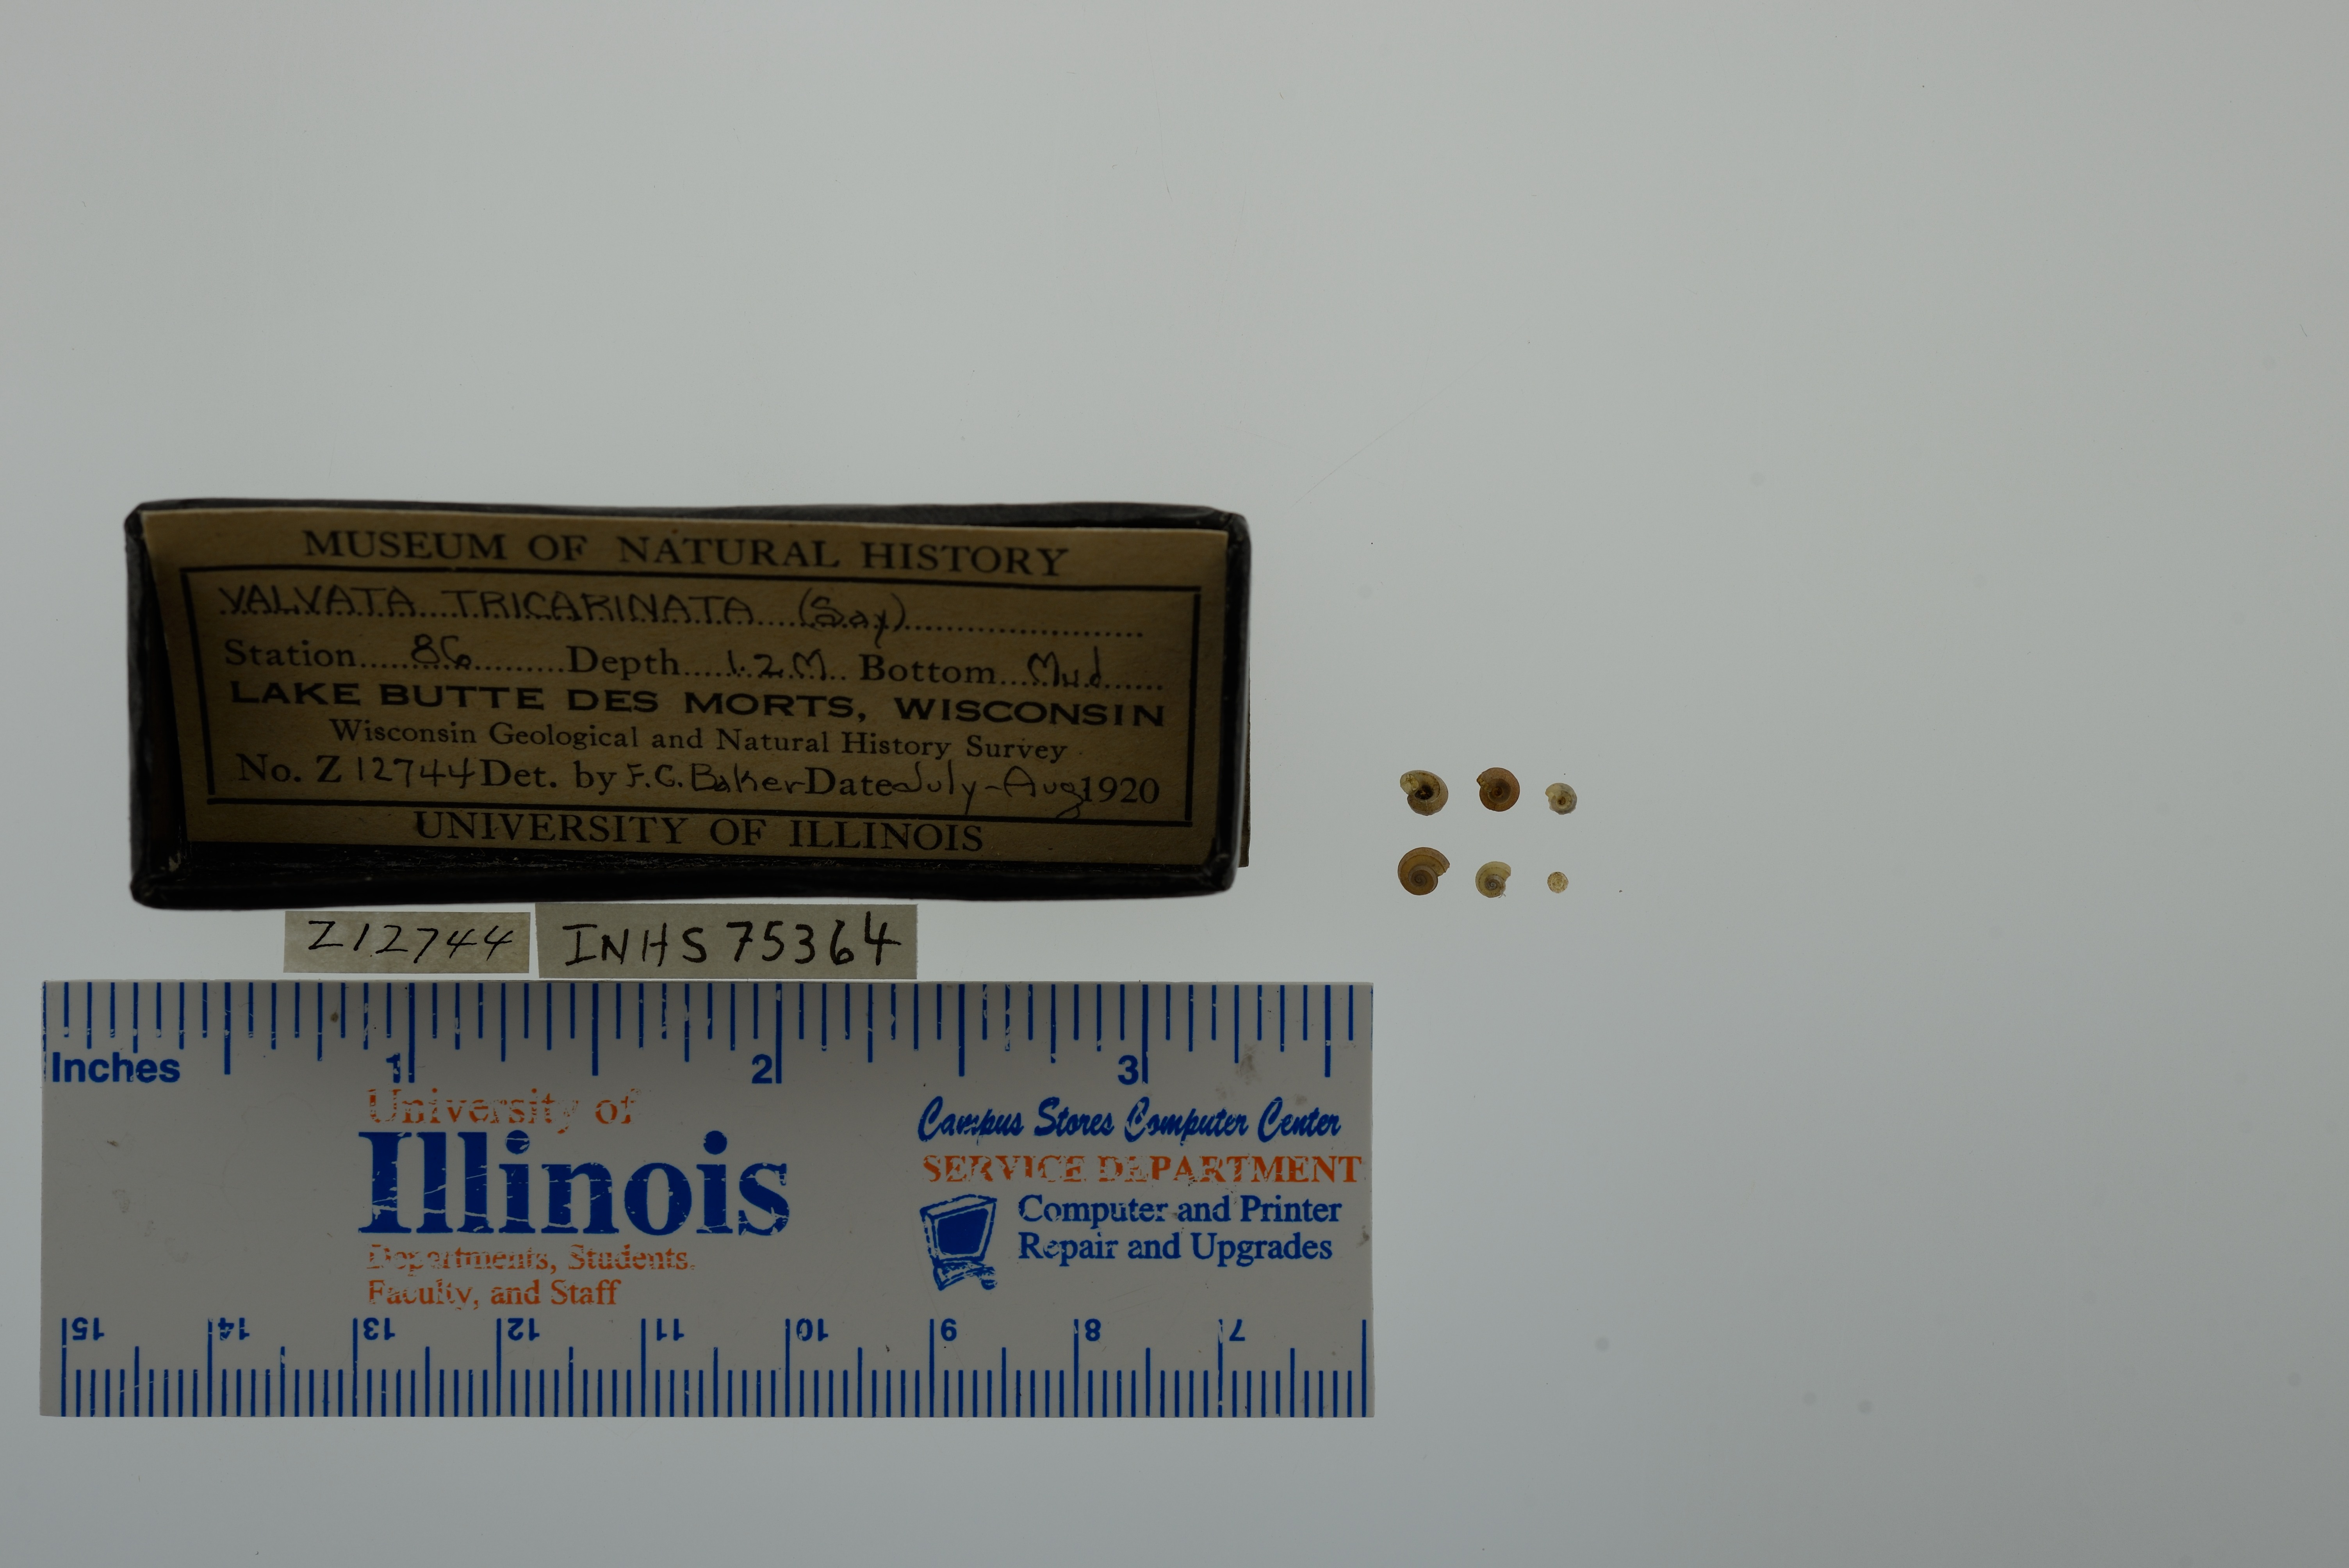 MUSEUM OF NATURAL HISTORY
VALVATA TRICARINATA (Say)
Station 86 Depth 1.2 M. Bottom Mud
LAKE BUTTE DES MORTS, WISCONSIN
Wisconsin Geological and Natural History Survey
No. Z 12744 Det. by F.C. Baker Date July-Aug 1920
UNIVERSITY OF ILLINOIS
Z12744
INHS 75364
Inches 1 2 3
University of
Illinois
Departments, Students,
Faculty, and Staff
Campus Stores Computer Center
SERVICE DEPARTMENT
Computer and Printer
Repair and Upgrades
15 14 13 12 11 10 9 8 7